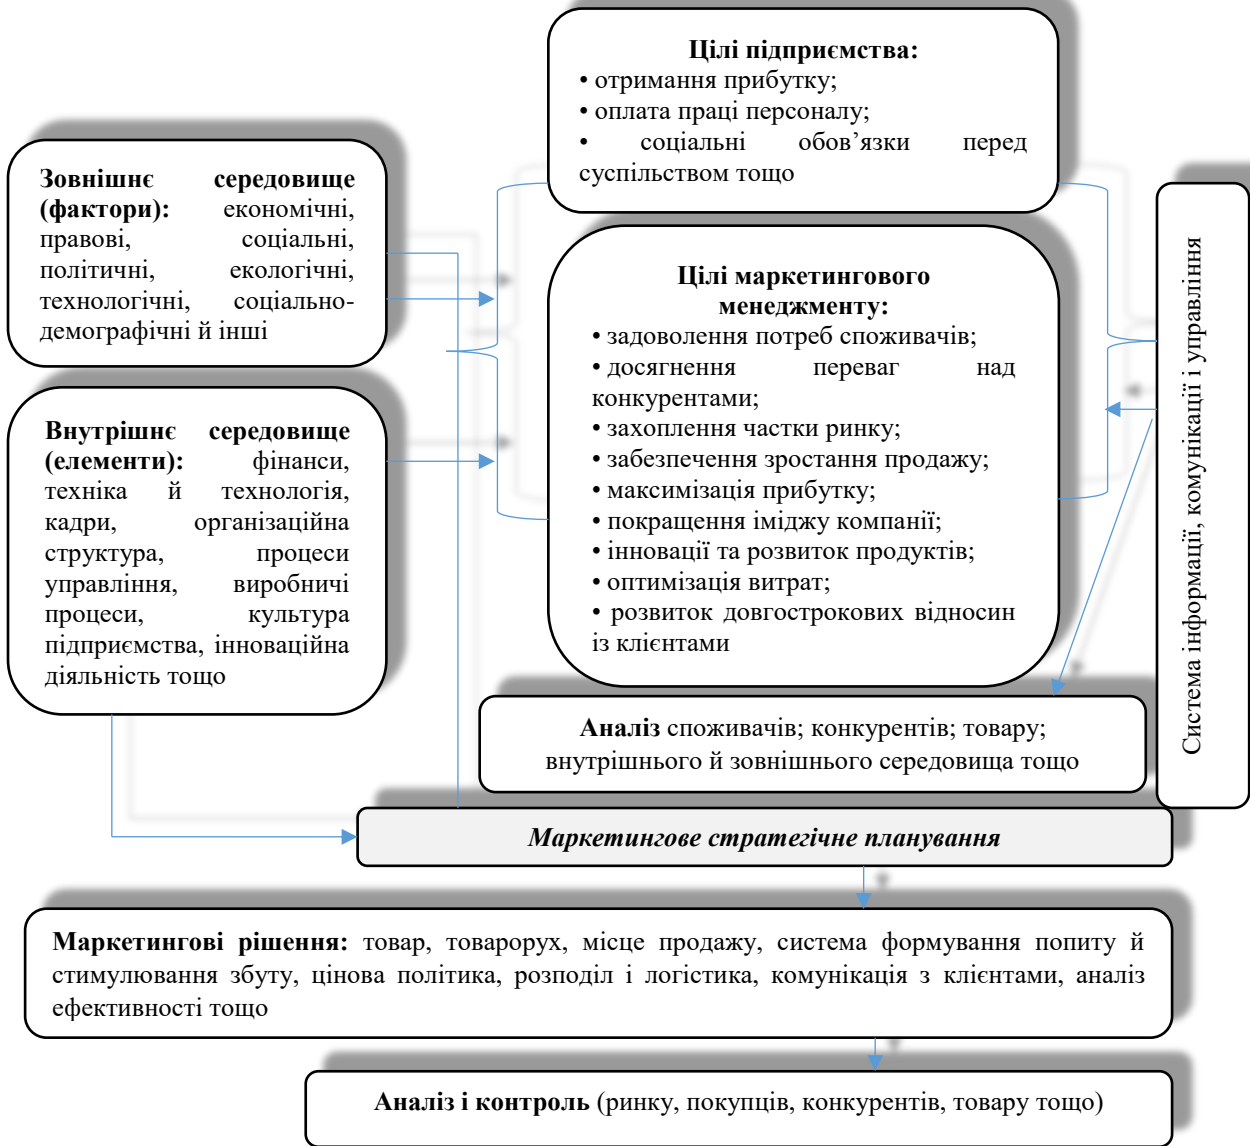 Цілі підприємства:
• отримання прибутку;
• оплата праці персоналу;
• соціальні обов’язки перед
суспільством тощо
Зовнішнє середовище
(фактори): економічні,
правові, соціальні,
політичні, екологічні,
технологічні, соціально-
демографічні й інші
Цілі маркетингового
менеджменту:
• задоволення потреб споживачів;
• досягнення переваг над
конкурентами;
• захоплення частки ринку;
• забезпечення зростання продажу;
• максимізація прибутку;
• покращення іміджу компанії;
• інновації та розвиток продуктів;
• оптимізація витрат;
• розвиток довгострокових відносин
із клієнтами
Внутрішнє середовище
(елементи): фінанси,
техніка й технологія,
кадри, організаційна
структура, процеси
управління, виробничі
процеси, культура
підприємства, інноваційна
діяльність тощо
Система інформації, комунікації і управління
Аналіз споживачів; конкурентів; товару;
внутрішнього й зовнішнього середовища тощо
Маркетингове стратегічне планування
Маркетингові рішення: товар, товарорух, місце продажу, система формування попиту й
стимулювання збуту, цінова політика, розподіл і логістика, комунікація з клієнтами, аналіз
ефективності тощо
Аналіз і контроль (ринку, покупців, конкурентів, товару тощо)